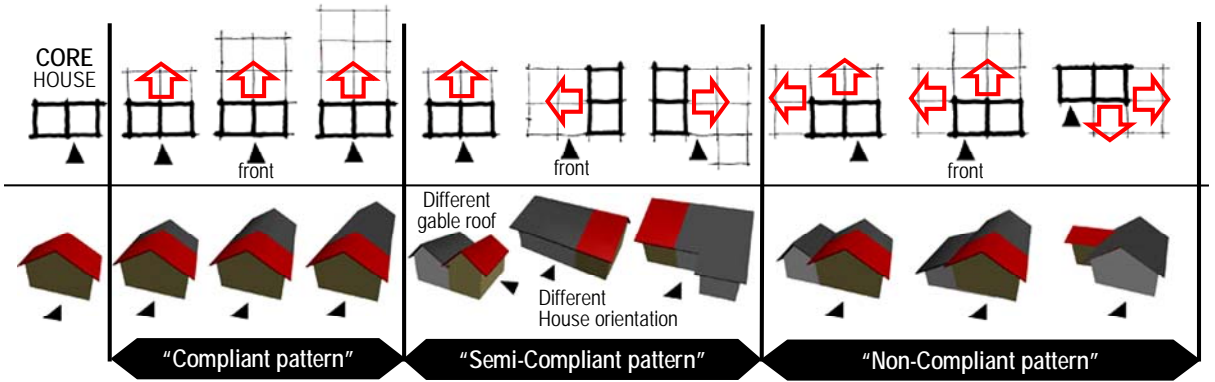 CORE
HOUSE
front
front
front
Different
gable roof
Different
House orientation
“Compliant pattern”
“Semi-Compliant pattern”
“Non-Compliant pattern”